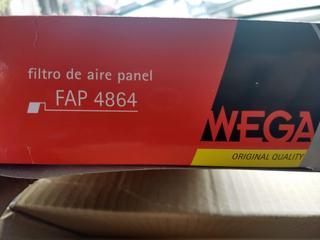 filtro de aire panel
FAP 4864
WEGA
ORIGINAL QUALITY